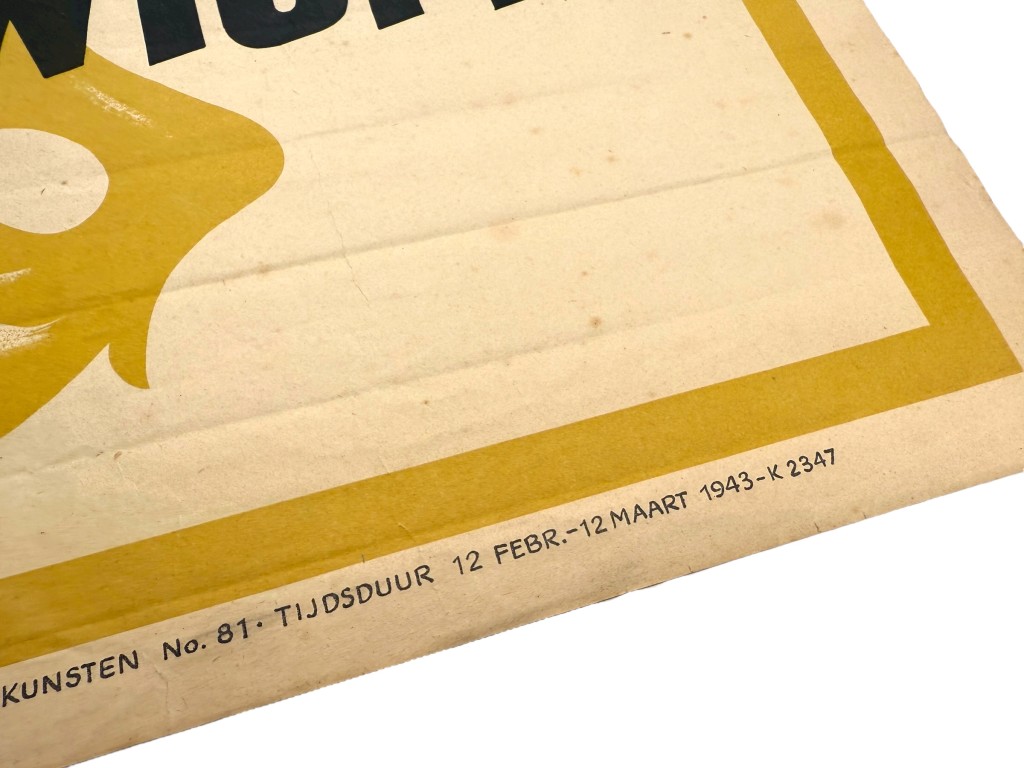 KUNSTEN No. 81. TIJDSDUUR 12 FEBR.-12 MAART 1943-K 2347